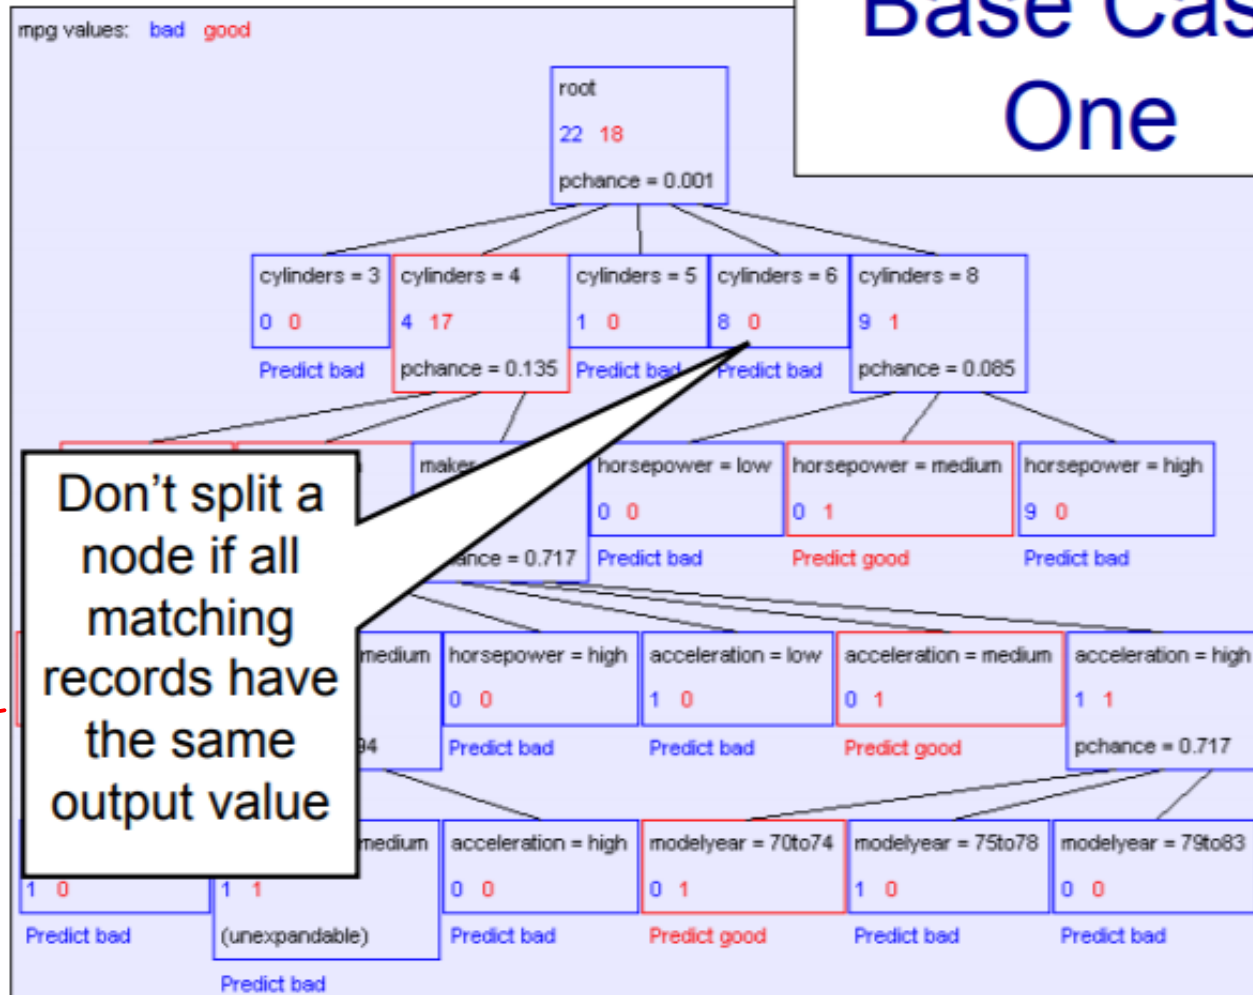 Base Cas
One
mpg values: bad good
root
22 18
pchance = 0.001
cylinders = 3 cylinders = 4 cylinders = 5 cylinders = 6 cylinders = 8
0 0 4 17 1 0 8 0 9 1
Predict bad pchance = 0.135 Predict bad Predict bad pchance = 0.085
maker horsepower = low horsepower = medium horsepower = high
0 0 0 1 9 0
ance = 0.717 Predict bad Predict good Predict bad
Don’t split a
node if all
matching
records have
the same
output value
medium horsepower = high acceleration = low acceleration = medium acceleration = high
0 0 1 0 0 1 1 1
94 Predict bad Predict bad Predict good pchance = 0.717
medium acceleration = high modelyear = 70to74 modelyear = 75to78 modelyear = 79to83
1 0 1 1 0 0 0 1 1 0 0 0
Predict bad (unexpandable) Predict bad Predict good Predict bad Predict bad
Predict bad